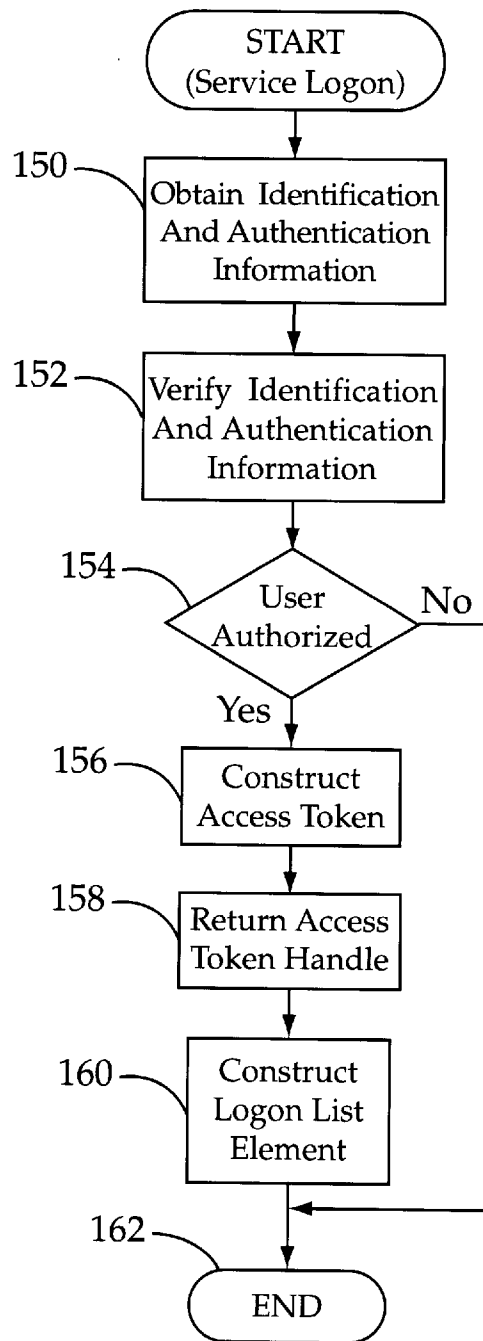 START
(Service Logon)
150
Obtain Identification
And Authentication
Information
152
Verify Identification
And Authentication
Information
154
User
Authorized
No
Yes
156
Construct
Access Token
158
Return Access
Token Handle
160
Construct
Logon List
Element
162
END